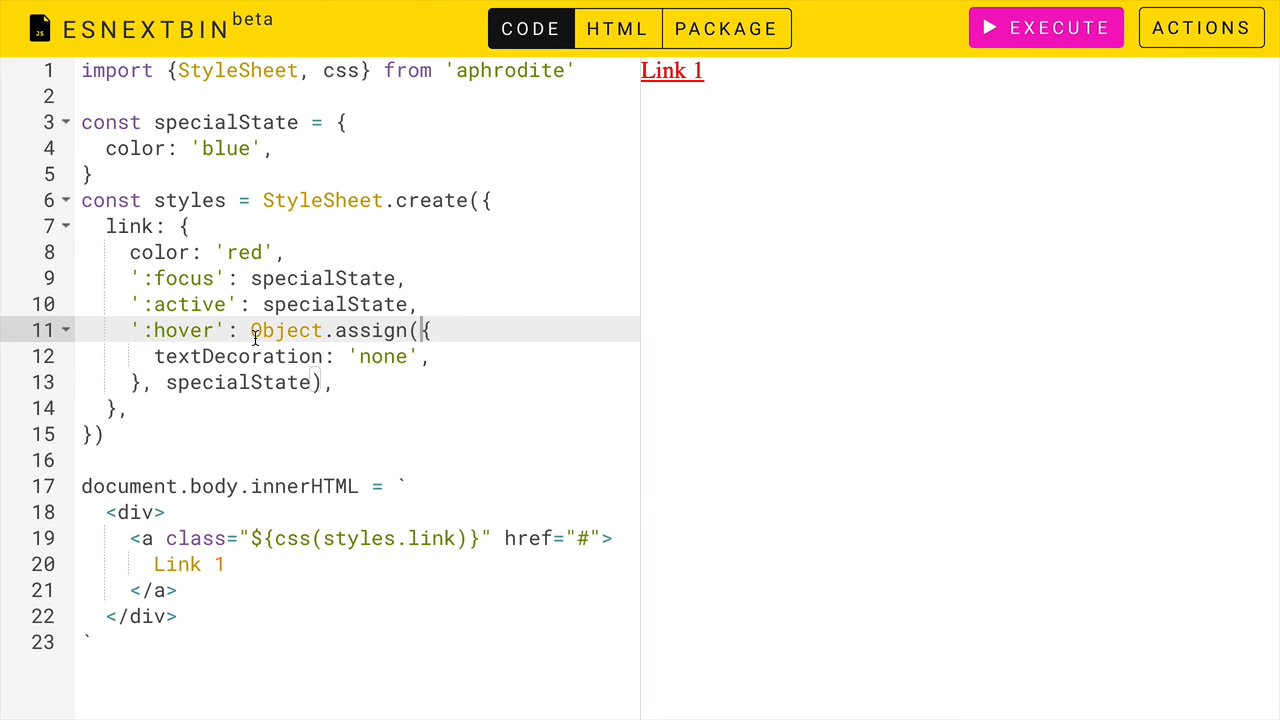 JS ESNEXTBIN beta CODE HTML PACKAGE ▶ EXECUTE ACTIONS
1 import {StyleSheet, css} from 'aphrodite'
2
3 const specialState = {
4   color: 'blue',
5 }
6 const styles = StyleSheet.create({
7   link: {
8     color: 'red',
9     ':focus': specialState,
10     ':active': specialState,
11     ':hover': Object.assign({
12       textDecoration: 'none',
13     }, specialState),
14   },
15 })
16
17 document.body.innerHTML = `
18   <div>
19     <a class="${css(styles.link)}" href="#">
20       Link 1
21     </a>
22   </div>
23 `
Link 1